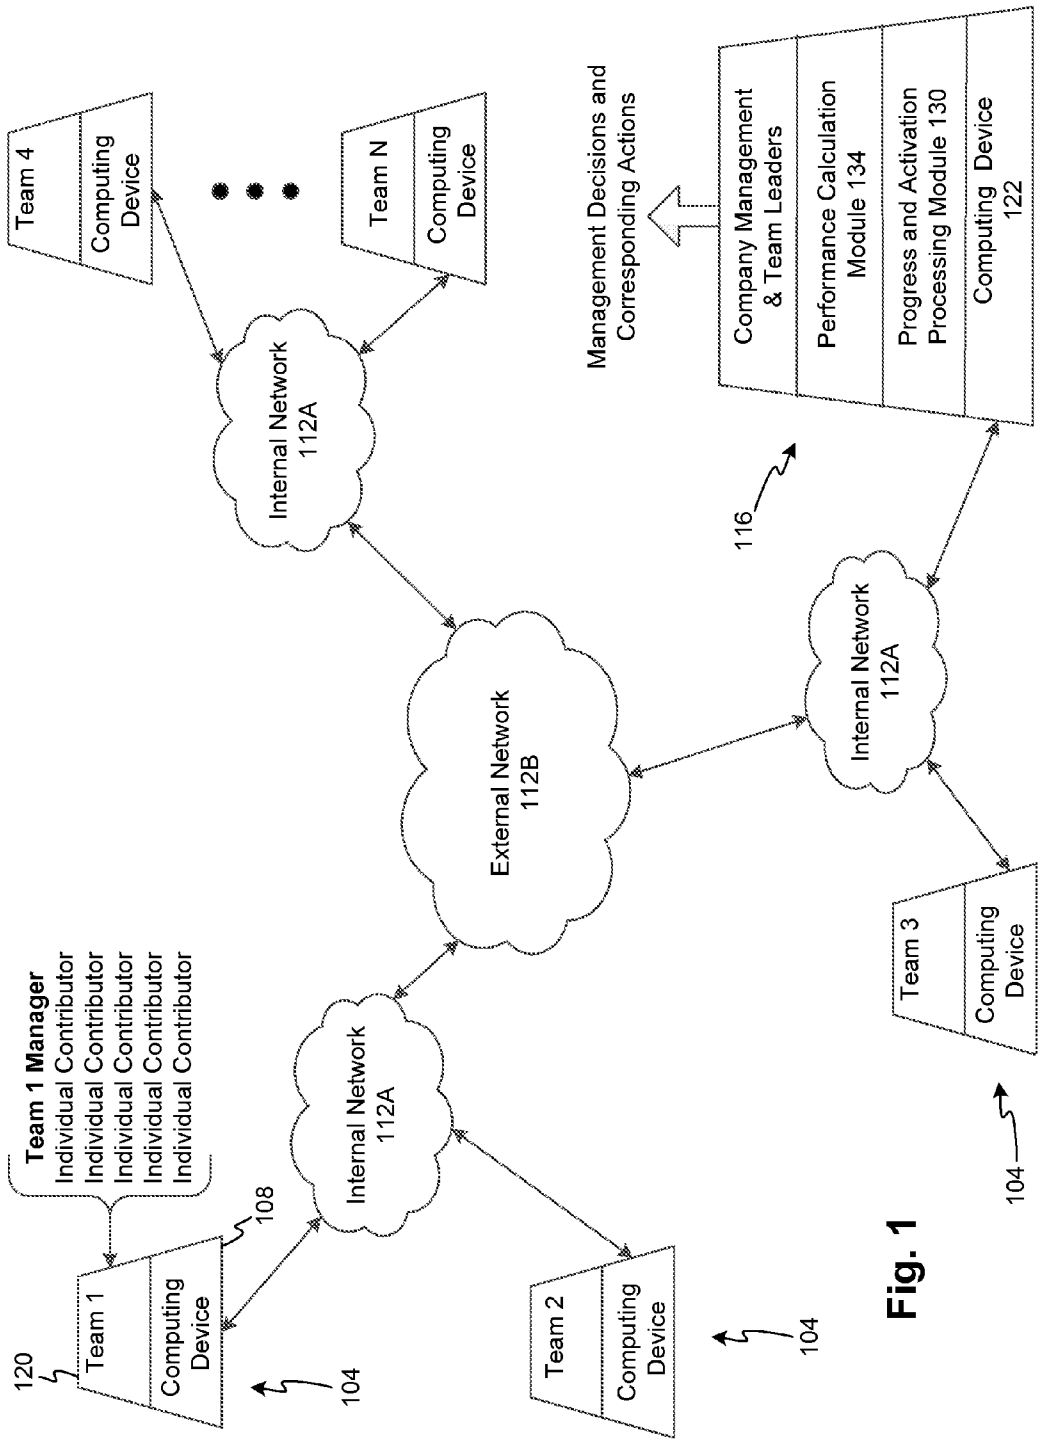 120
Team 1
Computing
Device
108
104
Team 1 Manager
Individual Contributor
Individual Contributor
Individual Contributor
Individual Contributor
Individual Contributor
Team 4
Computing
Device
Internal Network
112A
Internal Network
112A
Team N
Computing
Device
External Network
112B
Team 2
Computing
Device
104
Management Decisions and
Corresponding Actions
116
Company Management
& Team Leaders
Performance Calculation
Module 134
Progress and Activation
Processing Module 130
Computing Device
122
Internal Network
112A
Team 3
Computing
Device
104
Fig. 1